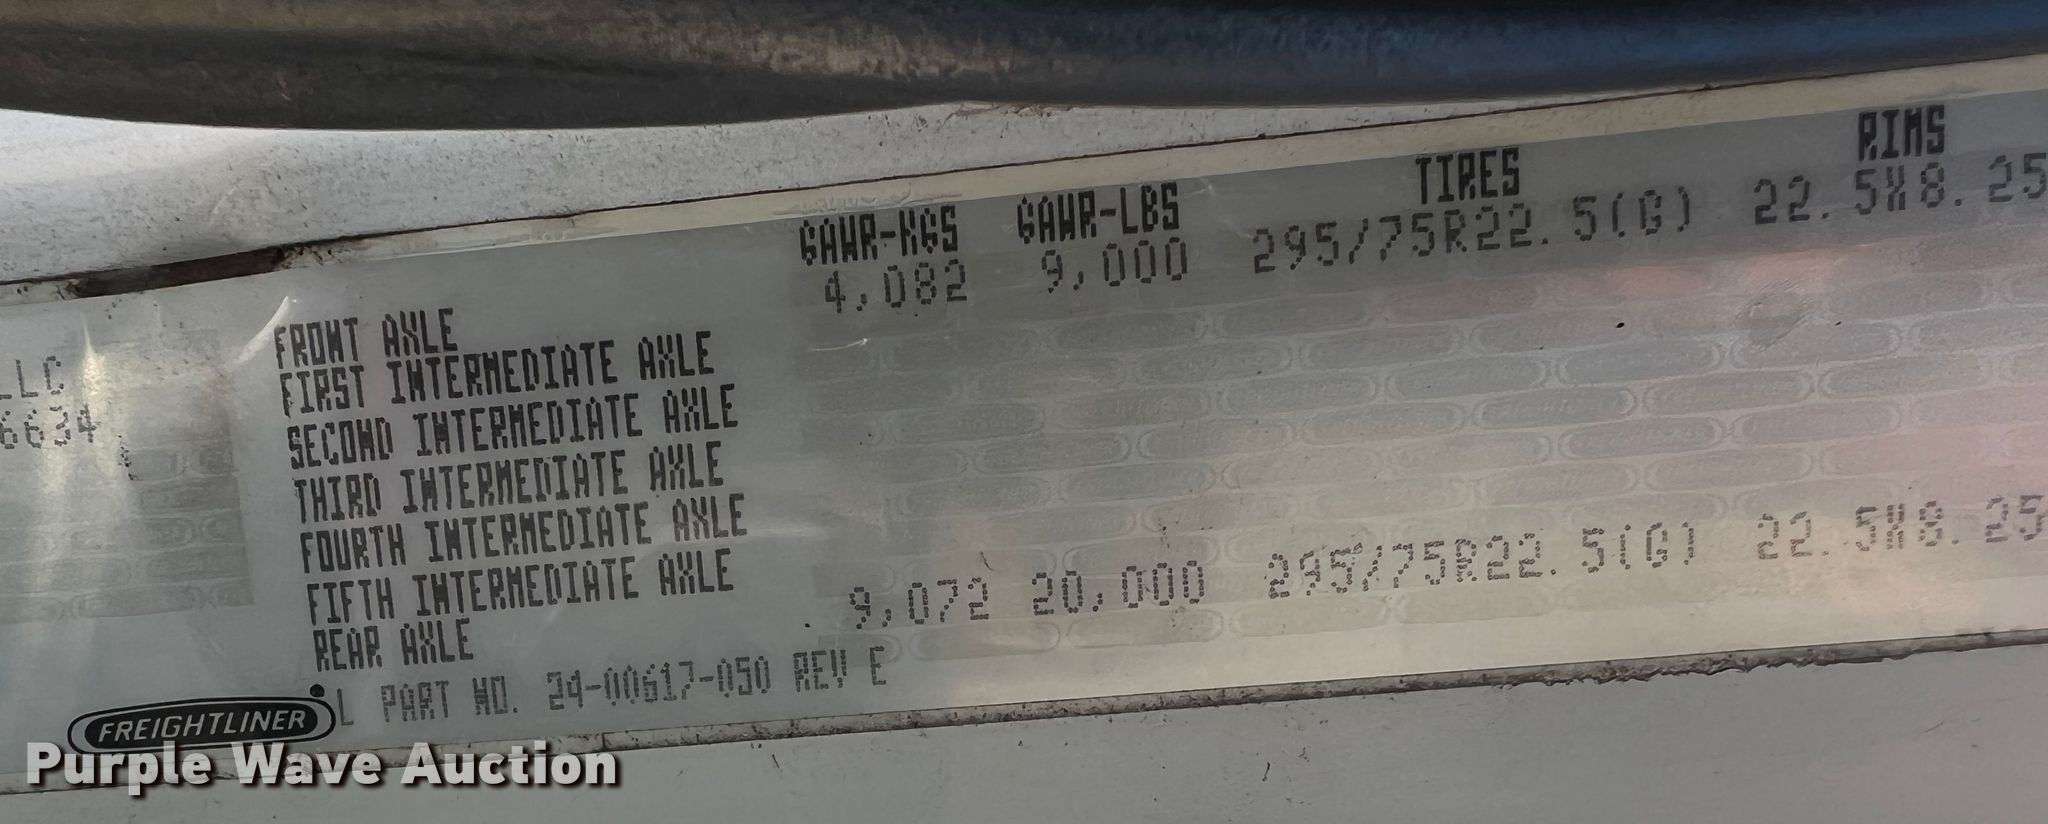 GAWR-KGS GAWR-LBS TIRES RIMS
FRONT AXLE 4,082 9,000 295/75R22.5(G) 22.5X8.25
FIRST INTERMEDIATE AXLE
SECOND INTERMEDIATE AXLE
THIRD INTERMEDIATE AXLE
FOURTH INTERMEDIATE AXLE
FIFTH INTERMEDIATE AXLE
REAR AXLE 9,072 20,000 295/75R22.5(G) 22.5X8.25
LLC
L PART NO. 24-00617-050 REV E
FREIGHTLINER
Purple Wave Auction